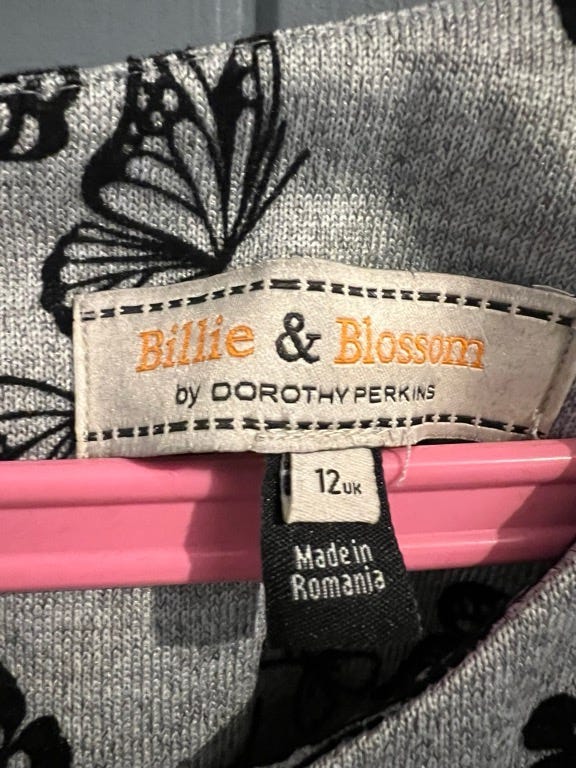 Billie & Blossom
by DOROTHY PERKINS
12UK
Made in
Romania